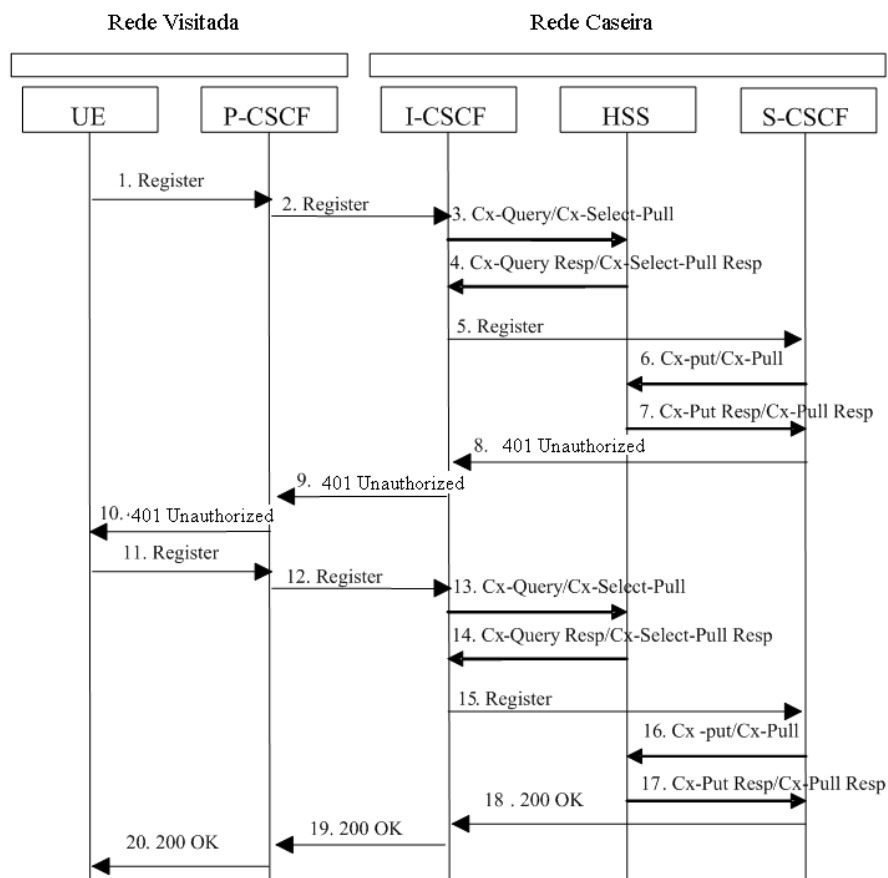 Rede Visitada
Rede Caseira
UE
P-CSCF
I-CSCF
HSS
S-CSCF
1. Register
2. Register
3. Cx-Query/Cx-Select-Pull
4. Cx-Query Resp/Cx-Select-Pull Resp
5. Register
6. Cx-put/Cx-Pull
7. Cx-Put Resp/Cx-Pull Resp
8. 401 Unauthorized
9. 401 Unauthorized
10. 401 Unauthorized
11. Register
12. Register
13. Cx-Query/Cx-Select-Pull
14. Cx-Query Resp/Cx-Select-Pull Resp
15. Register
16. Cx -put/Cx-Pull
17. Cx-Put Resp/Cx-Pull Resp
18 . 200 OK
19. 200 OK
20. 200 OK